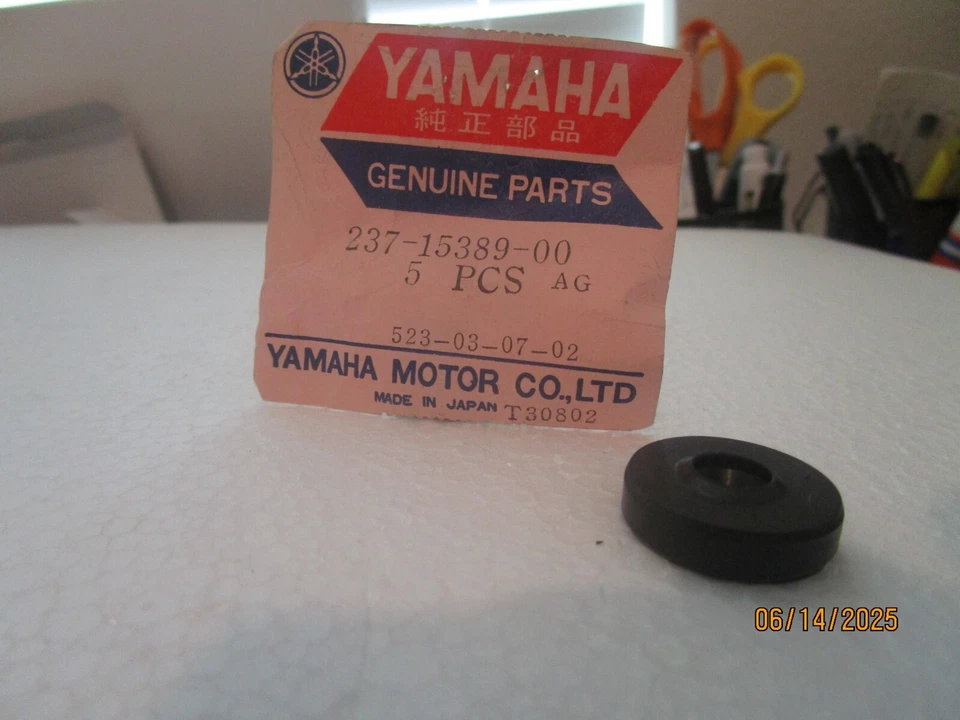 YAMAHA
純正部品
GENUINE PARTS
237-15389-00
5 PCS AG
523-03-07-02
YAMAHA MOTOR CO.,LTD
MADE IN JAPAN T30802
06/14/2025